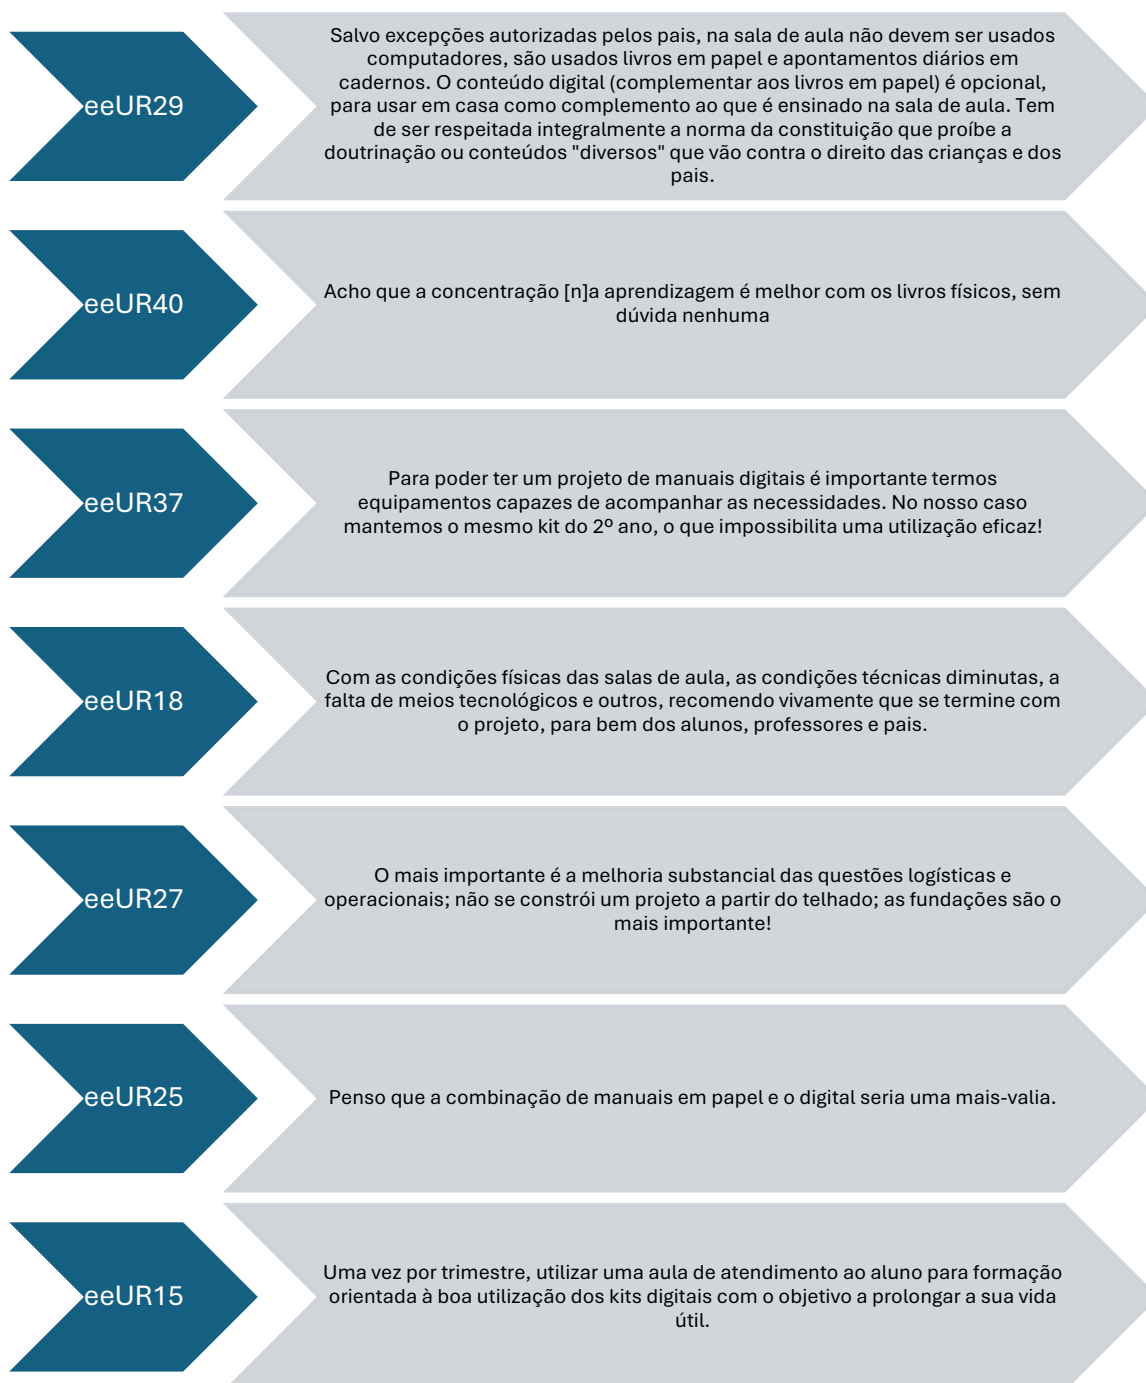 eeUR29
Salvo excepções autorizadas pelos pais, na sala de aula não devem ser usados
computadores, são usados livros em papel e apontamentos diários em
cadernos. O conteúdo digital (complementar aos livros em papel) é opcional,
para usar em casa como complemento ao que é ensinado na sala de aula. Tem
de ser respeitada integralmente a norma da constituição que proíbe a
doutrinação ou conteúdos "diversos" que vão contra o direito das crianças e dos
pais.
eeUR40
Acho que a concentração [n]a aprendizagem é melhor com os livros físicos, sem
dúvida nenhuma
eeUR37
Para poder ter um projeto de manuais digitais é importante termos
equipamentos capazes de acompanhar as necessidades. No nosso caso
mantemos o mesmo kit do 2º ano, o que impossibilita uma utilização eficaz!
eeUR18
Com as condições físicas das salas de aula, as condições técnicas diminutas, a
falta de meios tecnológicos e outros, recomendo vivamente que se termine com
o projeto, para bem dos alunos, professores e pais.
eeUR27
O mais importante é a melhoria substancial das questões logísticas e
operacionais; não se constrói um projeto a partir do telhado; as fundações são o
mais importante!
eeUR25
Penso que a combinação de manuais em papel e o digital seria uma mais-valia.
eeUR15
Uma vez por trimestre, utilizar uma aula de atendimento ao aluno para formação
orientada à boa utilização dos kits digitais com o objetivo a prolongar a sua vida
útil.